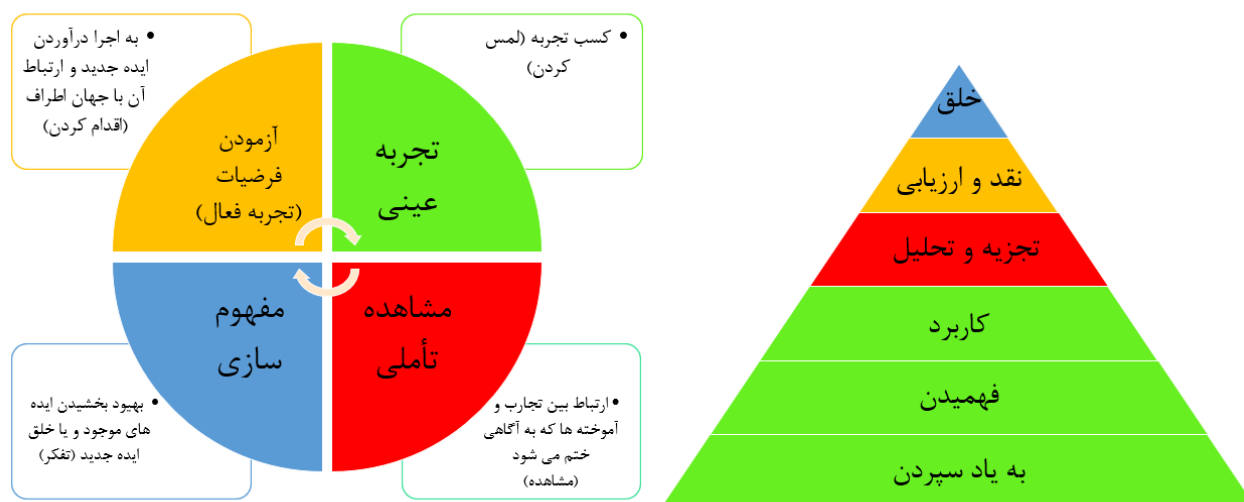 • کسب تجربه (لمس
کردن)
• به اجرا درآوردن
ایده جدید و ارتباط
آن با جهان اطراف
(اقدام کردن)
تجربه
عینی
آزمودن
فرضیات
(تجربه فعال)
مشاهده
تأملی
مفهوم
سازی
• ارتباط بین تجارب و
آموخته ها که به آگاهی
ختم می شود
(مشاهده)
• بهبود بخشیدن ایده
های موجود و یا خلق
ایده جدید (تفکر)
خلق
نقد و ارزیابی
تجزیه و تحلیل
کاربرد
فهمیدن
به یاد سپردن